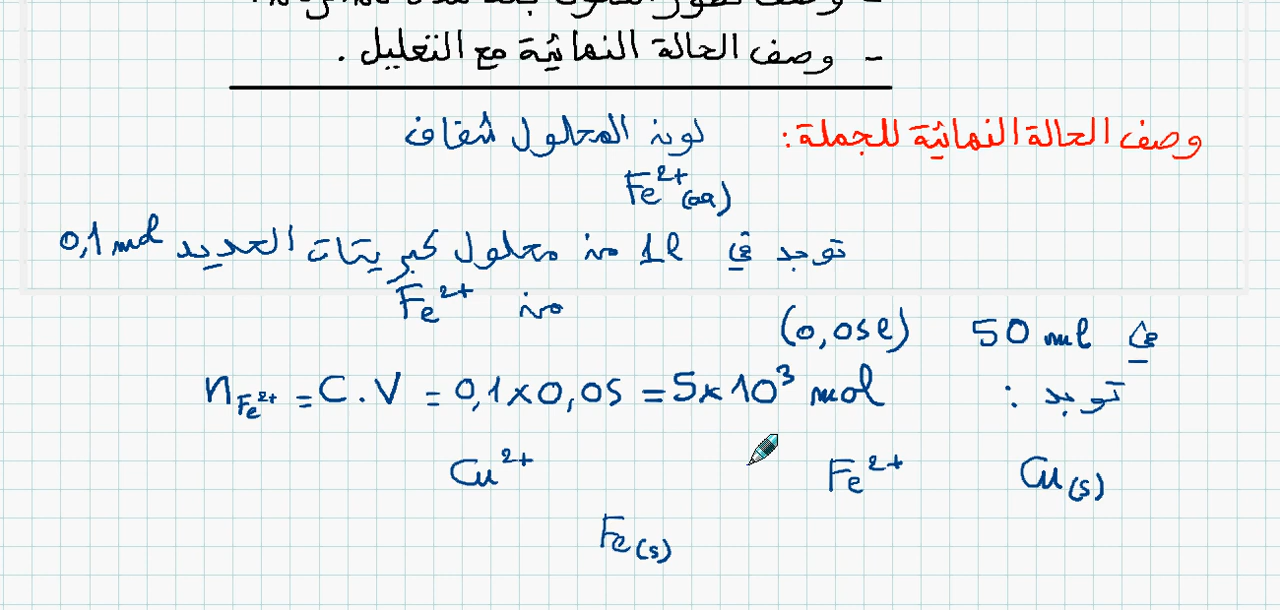 - وصف الحالة النهائية مع التعليل .
وصف الحالة النهائية للجملة: لون المحلول شفاف
Fe²⁺(aq)
توجد في 1l من محلول كبريتات الحديد 0,1 mol
من Fe²⁺
في 50 ml (0,05l)
توجد : n Fe²⁺ = C.V = 0,1×0,05 = 5×10³ mol
Cu(s) Fe²⁺ Cu²⁺
Fe(s)